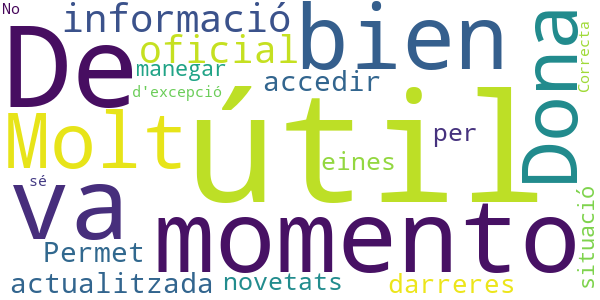 No
informació
bien
De
oficial
manegar
accedir
d'excepció
Dona
Correcta
Molt
útil
per
eines
va
sé
momento
situació
Permet
actualitzada
novetats
darreres